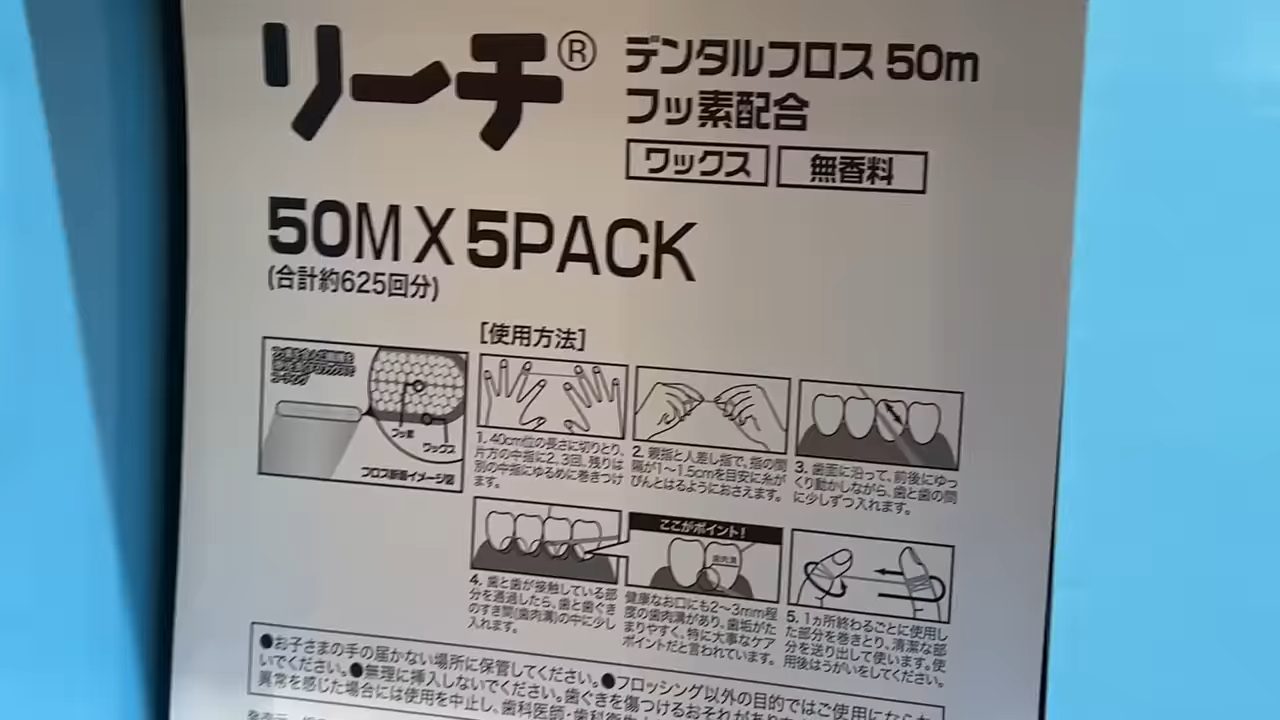 リーチ®
デンタルフロス 50m
フッ素配合
ワックス
無香料
50M X 5PACK
(合計約625回分)
[使用方法]
フッ素
ワックス
フロス断面イメージ図
1. 40cm位の長さに切りとり、
片方の中指に2、3回、残りは
別の中指にゆるめに巻きつけ
ます。
2. 親指と人差し指で、指の間
隔が1〜1.5cmを目安に糸が
ぴんとはるようにおさえます。
3. 歯面に沿って、前後にゆっ
くり動かしながら、歯と歯の間
に少しずつ入れます。
4. 歯と歯が接触している部
分を通過したら、歯と歯ぐき
のすき間(歯肉溝)の中に少し
入れます。
ここがポイント!
歯肉溝
健康なお口にも2〜3mm程
度の歯肉溝があり、歯垢がた
まりやすく、特に大事なケア
ポイントだと言われています。
5. 1ヵ所終わるごとに使用し
た部分を巻きとり、清潔な部
分を送り出して使います。使
用後はうがいをしてください。
●お子さまの手の届かない場所に保管してください。●フロッシング以外の目的ではご使用にならな
いでください。●無理に挿入しないでください。歯ぐきを傷つけるおそれがあり
異常を感じた場合には使用を中止し、歯科医師・歯科衛生士